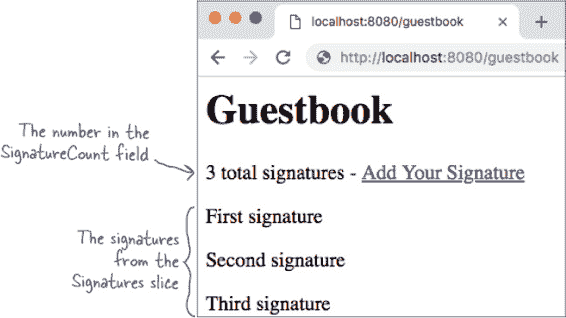 localhost:8080/guestbook
http://localhost:8080/guestbook
Guestbook
The number in the
SignatureCount field
3 total signatures - Add Your Signature
The signatures
from the
Signatures slice
First signature
Second signature
Third signature